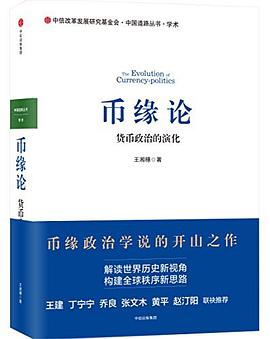 中信改革发展研究基金会·中国道路丛书·学术
The Evolution of
Currency-politics
币缘论
货币政治的演化
王湘穗 ◎ 著
币缘政治学说的开山之作
解读世界历史新视角
构建全球秩序新思路
王建 丁宁宁 乔良 张文木 黄平 赵汀阳 联袂推荐
中信出版集团
币缘论